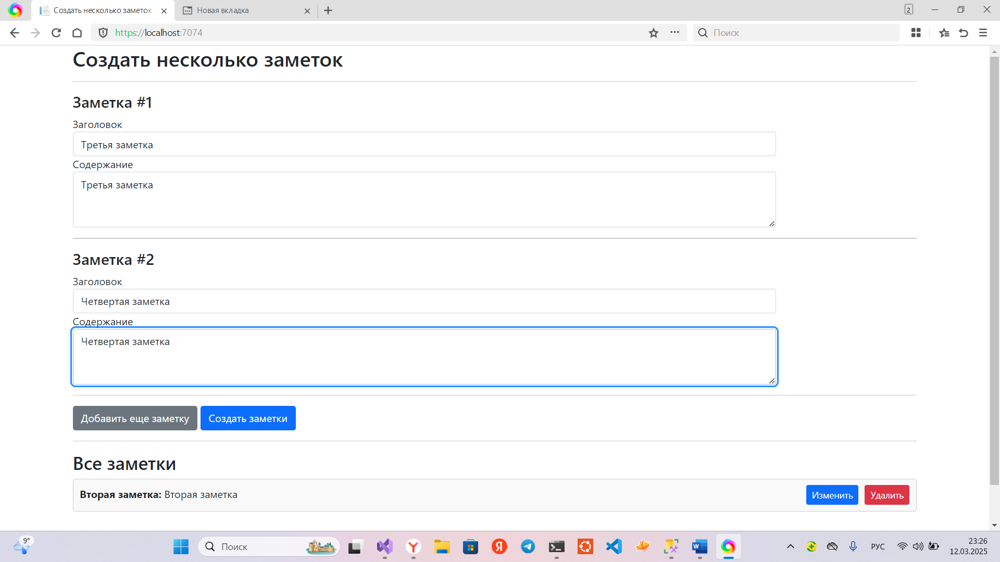 Создать несколько заметок
Новая вкладка
2
https://localhost:7074
Поиск
Создать несколько заметок
Заметка #1
Заголовок
Третья заметка
Содержание
Третья заметка
Заметка #2
Заголовок
Четвертая заметка
Содержание
Четвертая заметка
Добавить еще заметку
Создать заметки
Все заметки
Вторая заметка: Вторая заметка
Изменить
Удалить
9°
Поиск
РУС
23:26
12.03.2025